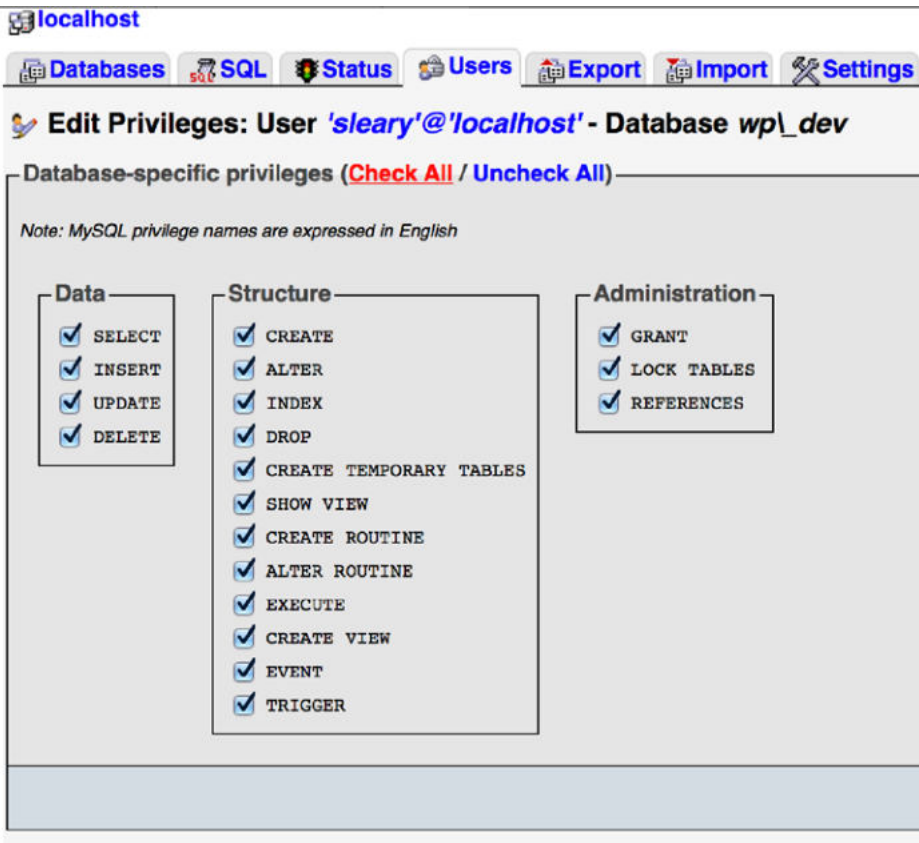 localhost
Databases SQL Status Users Export Import Settings
Edit Privileges: User 'sleary'@'localhost' - Database wp\_dev
Database-specific privileges (Check All / Uncheck All)
Note: MySQL privilege names are expressed in English
Data
SELECT
INSERT
UPDATE
DELETE
Structure
CREATE
ALTER
INDEX
DROP
CREATE TEMPORARY TABLES
SHOW VIEW
CREATE ROUTINE
ALTER ROUTINE
EXECUTE
CREATE VIEW
EVENT
TRIGGER
Administration
GRANT
LOCK TABLES
REFERENCES